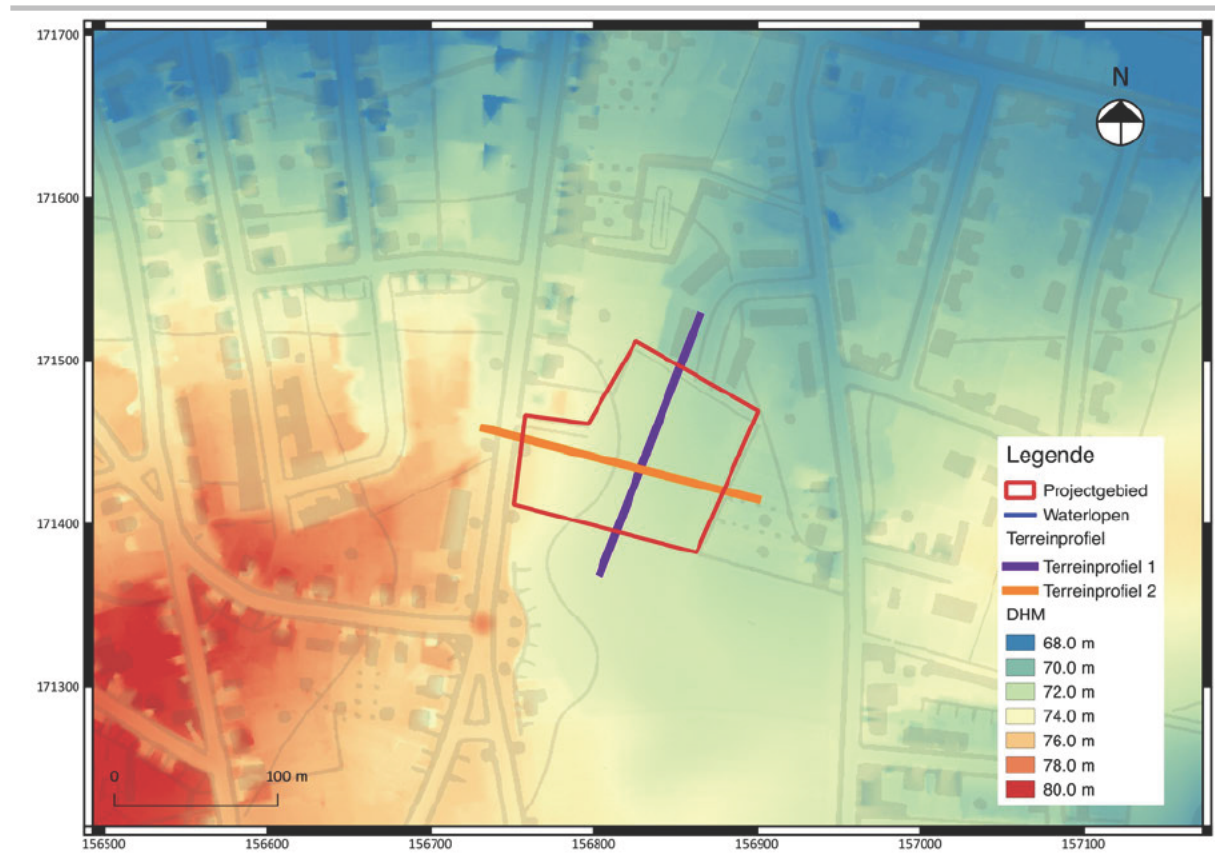 171700
171600
171500
171400
171300
N
Legende
Projectgebied
Waterlopen
Terreinprofiel
Terreinprofiel 1
Terreinprofiel 2
DHM
68.0 m
70.0 m
72.0 m
74.0 m
76.0 m
78.0 m
80.0 m
0 100 m
156500 156600 156700 156800 156900 157000 157100